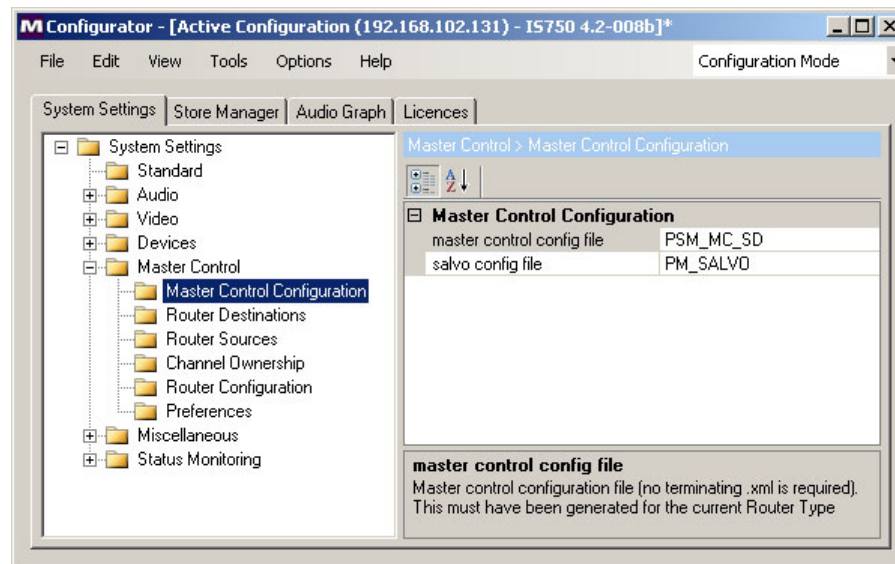 M Configurator - [Active Configuration (192.168.102.131) - IS750 4.2-008b]*
File Edit View Tools Options Help Configuration Mode
System Settings Store Manager Audio Graph Licences
System Settings
Standard
Audio
Video
Devices
Master Control
Master Control Configuration
Router Destinations
Router Sources
Channel Ownership
Router Configuration
Preferences
Miscellaneous
Status Monitoring
Master Control > Master Control Configuration
A
Z
Master Control Configuration
master control config file PSM_MC_SD
salvo config file PM_SALVO
master control config file
Master control configuration file (no terminating .xml is required).
This must have been generated for the current Router Type